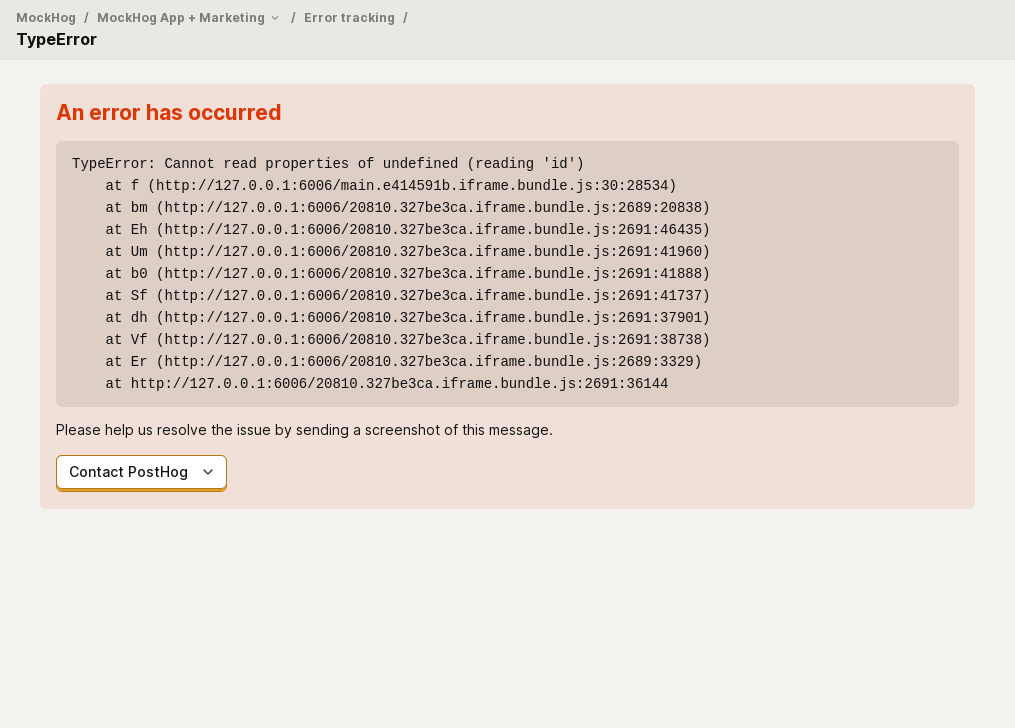 MockHog / MockHog App + Marketing / Error tracking /
TypeError
An error has occurred
TypeError: Cannot read properties of undefined (reading 'id')
    at f (http://127.0.0.1:6006/main.e414591b.iframe.bundle.js:30:28534)
    at bm (http://127.0.0.1:6006/20810.327be3ca.iframe.bundle.js:2689:20838)
    at Eh (http://127.0.0.1:6006/20810.327be3ca.iframe.bundle.js:2691:46435)
    at Um (http://127.0.0.1:6006/20810.327be3ca.iframe.bundle.js:2691:41960)
    at b0 (http://127.0.0.1:6006/20810.327be3ca.iframe.bundle.js:2691:41888)
    at Sf (http://127.0.0.1:6006/20810.327be3ca.iframe.bundle.js:2691:41737)
    at dh (http://127.0.0.1:6006/20810.327be3ca.iframe.bundle.js:2691:37901)
    at Vf (http://127.0.0.1:6006/20810.327be3ca.iframe.bundle.js:2691:38738)
    at Er (http://127.0.0.1:6006/20810.327be3ca.iframe.bundle.js:2689:3329)
    at http://127.0.0.1:6006/20810.327be3ca.iframe.bundle.js:2691:36144
Please help us resolve the issue by sending a screenshot of this message.
Contact PostHog